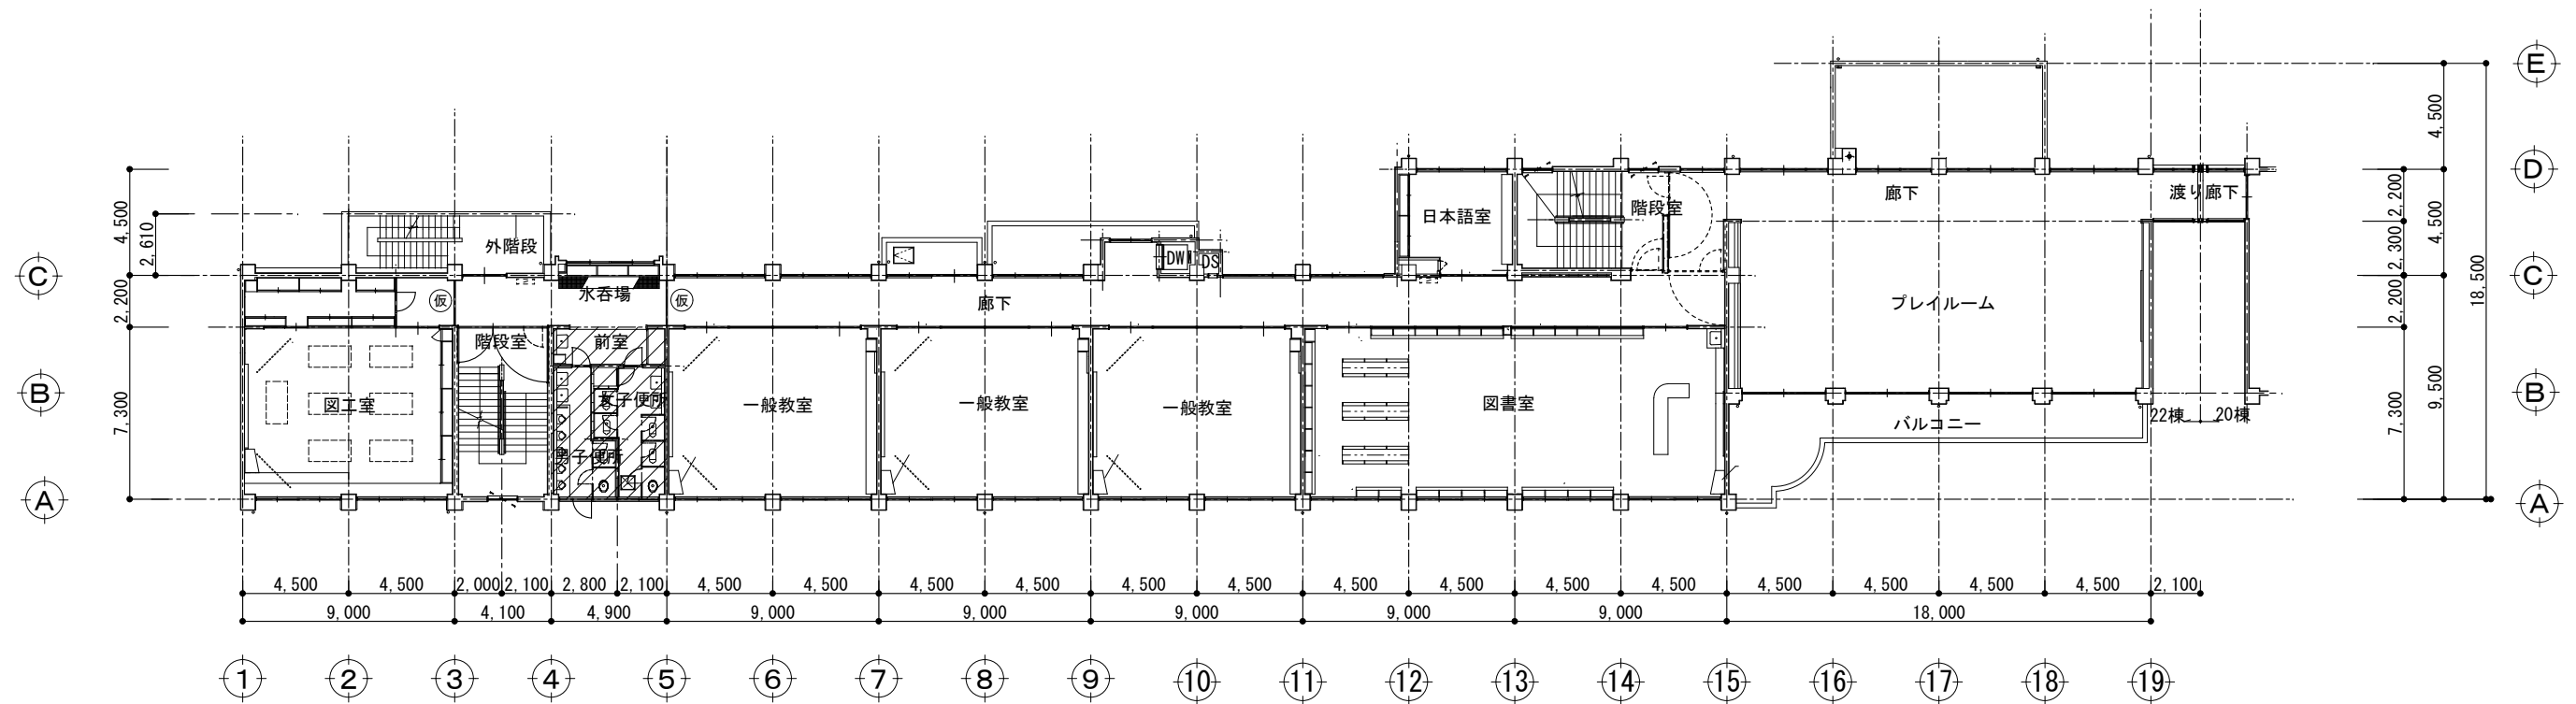 E
4,500
D
廊下
渡り廊下
2,200
4,500
日本語室
階段室
4,500
2,610
外階段
DW
DS
2,300
4,500
18,500
C
水呑場
仮
仮
廊下
プレイルーム
2,200
2,200
C
階段室
前室
B
図工室
女子便所
一般教室
一般教室
一般教室
図書室
バルコニー
22棟
20棟
7,300
7,300
9,500
B
男子便所
A
A
4,500
4,500
2,000
2,100
2,800
2,100
4,500
4,500
4,500
4,500
4,500
4,500
4,500
4,500
4,500
4,500
4,500
4,500
4,500
4,500
2,100
9,000
4,100
4,900
9,000
9,000
9,000
9,000
9,000
18,000
1
2
3
4
5
6
7
8
9
10
11
12
13
14
15
16
17
18
19